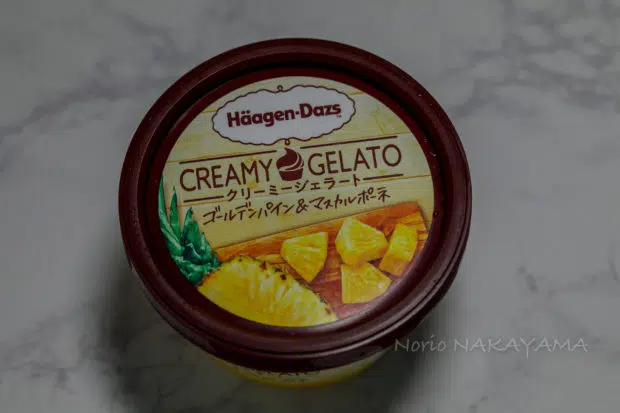 Häagen-Dazs
CREAMY GELATO
クリーミージェラート
ゴールデンパイン&マスカルポーネ
Norio NAKAYAMA